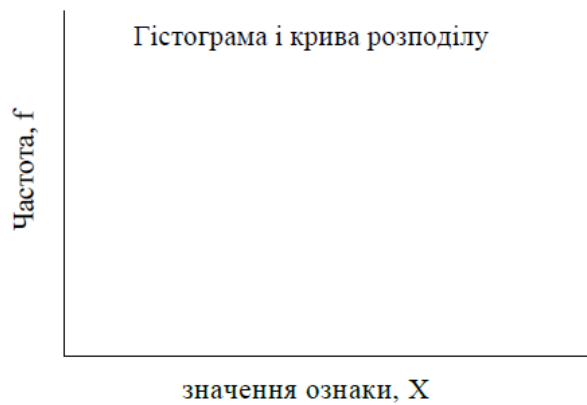 Гістограма і крива розподілу
Частота, f
значення ознаки, X